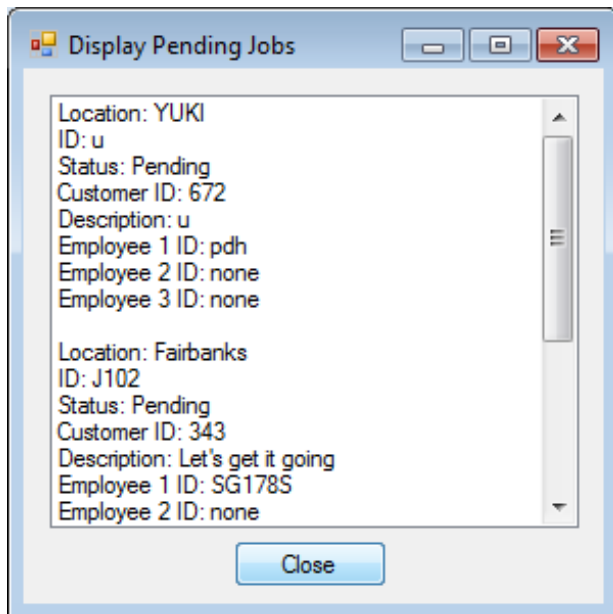 Display Pending Jobs
Location: YUKI
ID: u
Status: Pending
Customer ID: 672
Description: u
Employee 1 ID: pdh
Employee 2 ID: none
Employee 3 ID: none
Location: Fairbanks
ID: J102
Status: Pending
Customer ID: 343
Description: Let's get it going
Employee 1 ID: SG178S
Employee 2 ID: none
Close